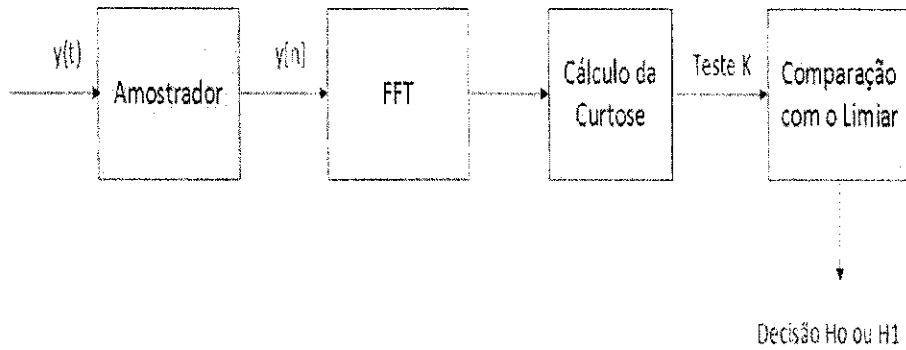 y(t)
Amostrador
y[n]
FFT
Cálculo da
Curtose
Teste K
Comparação
com o Limiar
Decisão Ho ou H1